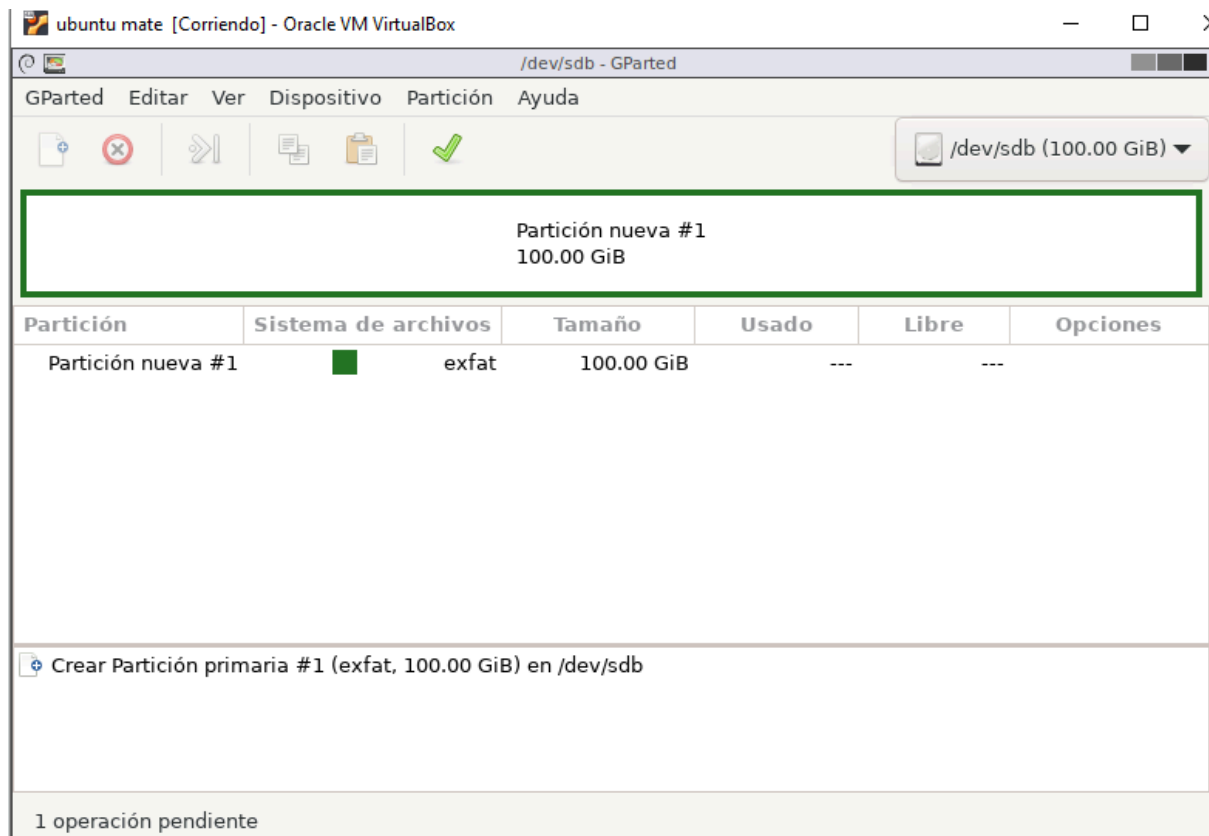 ubuntu mate [Corriendo] - Oracle VM VirtualBox
/dev/sdb - GParted
GParted Editar Ver Dispositivo Partición Ayuda
/dev/sdb (100.00 GiB)
Partición nueva #1
100.00 GiB
Partición Sistema de archivos Tamaño Usado Libre Opciones
Partición nueva #1 exfat 100.00 GiB --- ---
Crear Partición primaria #1 (exfat, 100.00 GiB) en /dev/sdb
1 operación pendiente